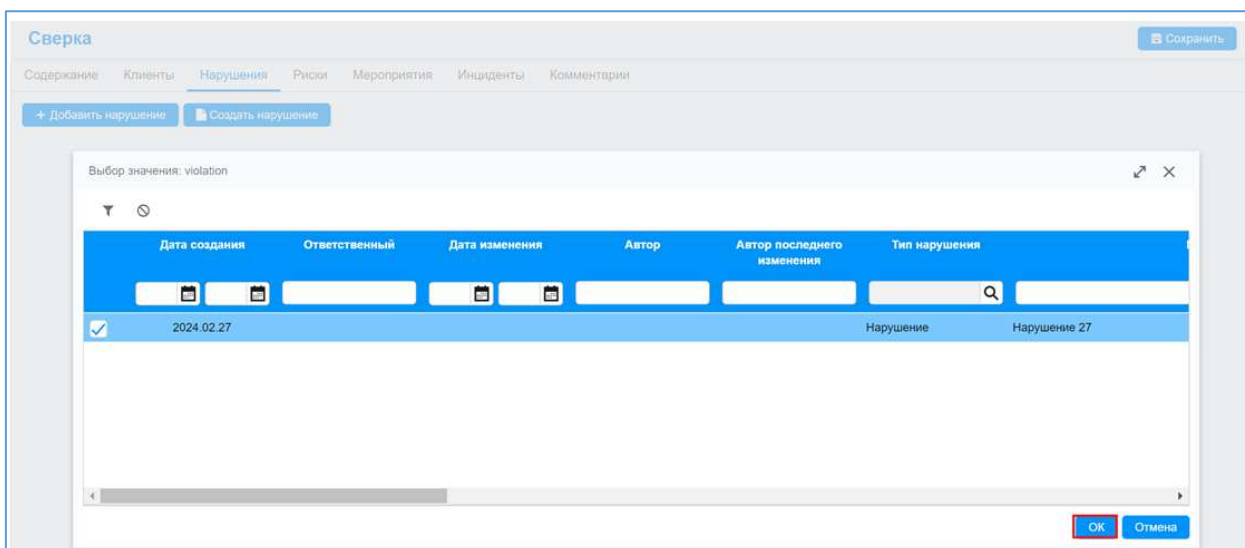 Сверка
Сохранить
Содержание Клиенты Нарушения Риски Мероприятия Инциденты Комментарии
+ Добавить нарушение Создать нарушение
Выбор значения: violation
Дата создания Ответственный Дата изменения Автор Автор последнего изменения Тип нарушения
2024.02.27 Нарушение Нарушение 27
ОК Отмена